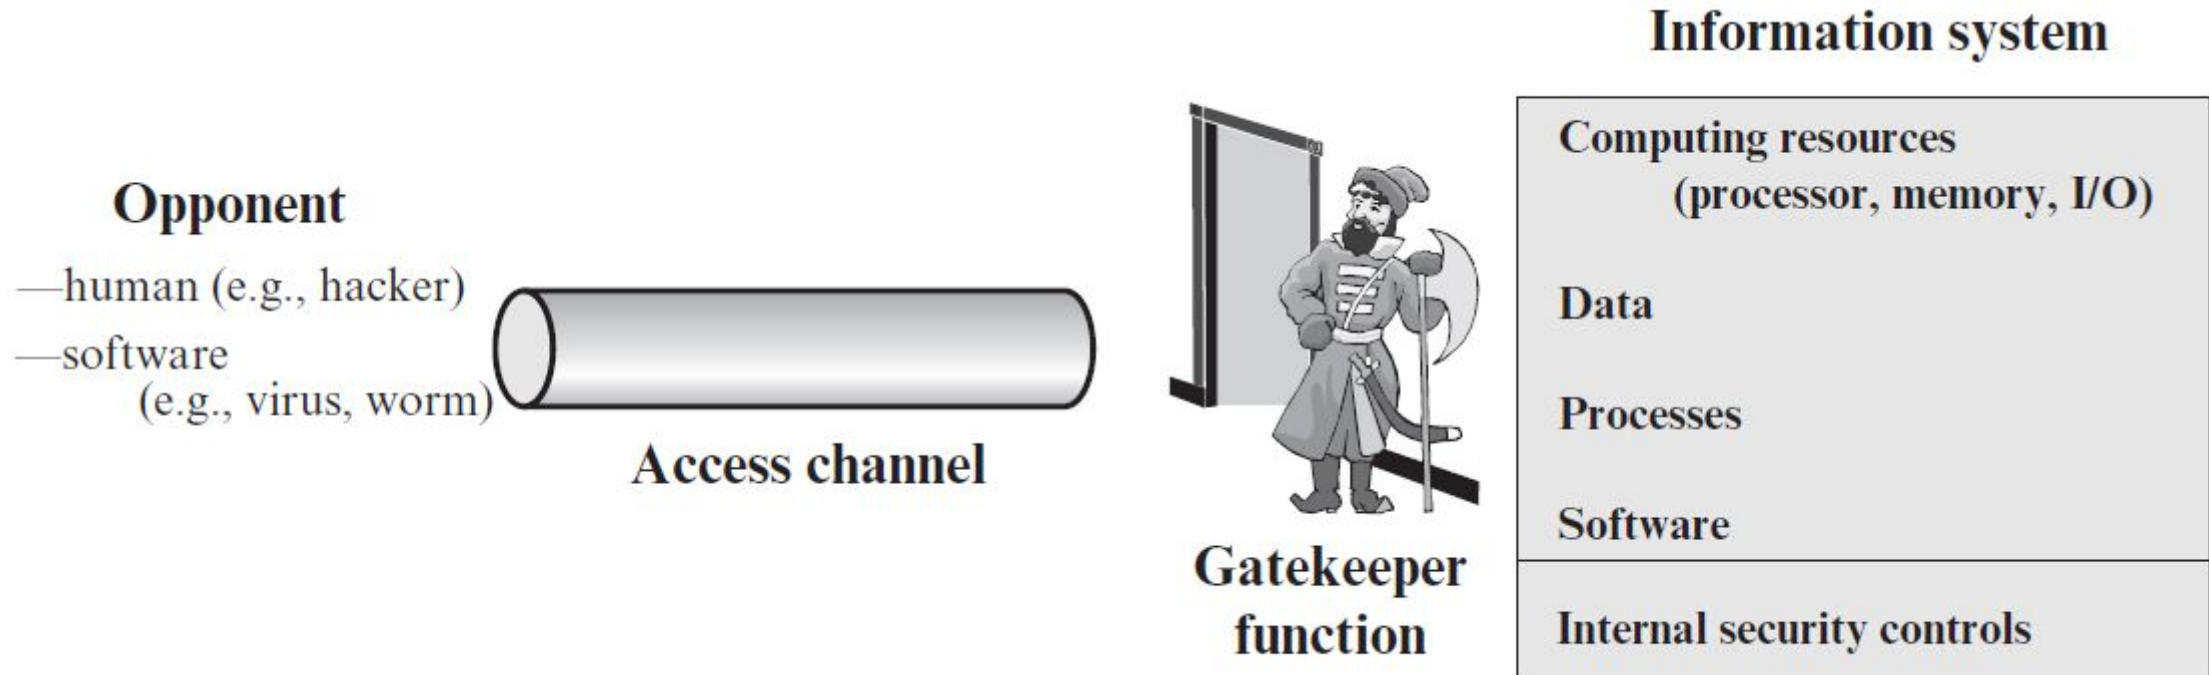 Information system
Opponent
—human (e.g., hacker)
—software
(e.g., virus, worm)
Access channel
Gatekeeper
function
Computing resources
(processor, memory, I/O)
Data
Processes
Software
Internal security controls